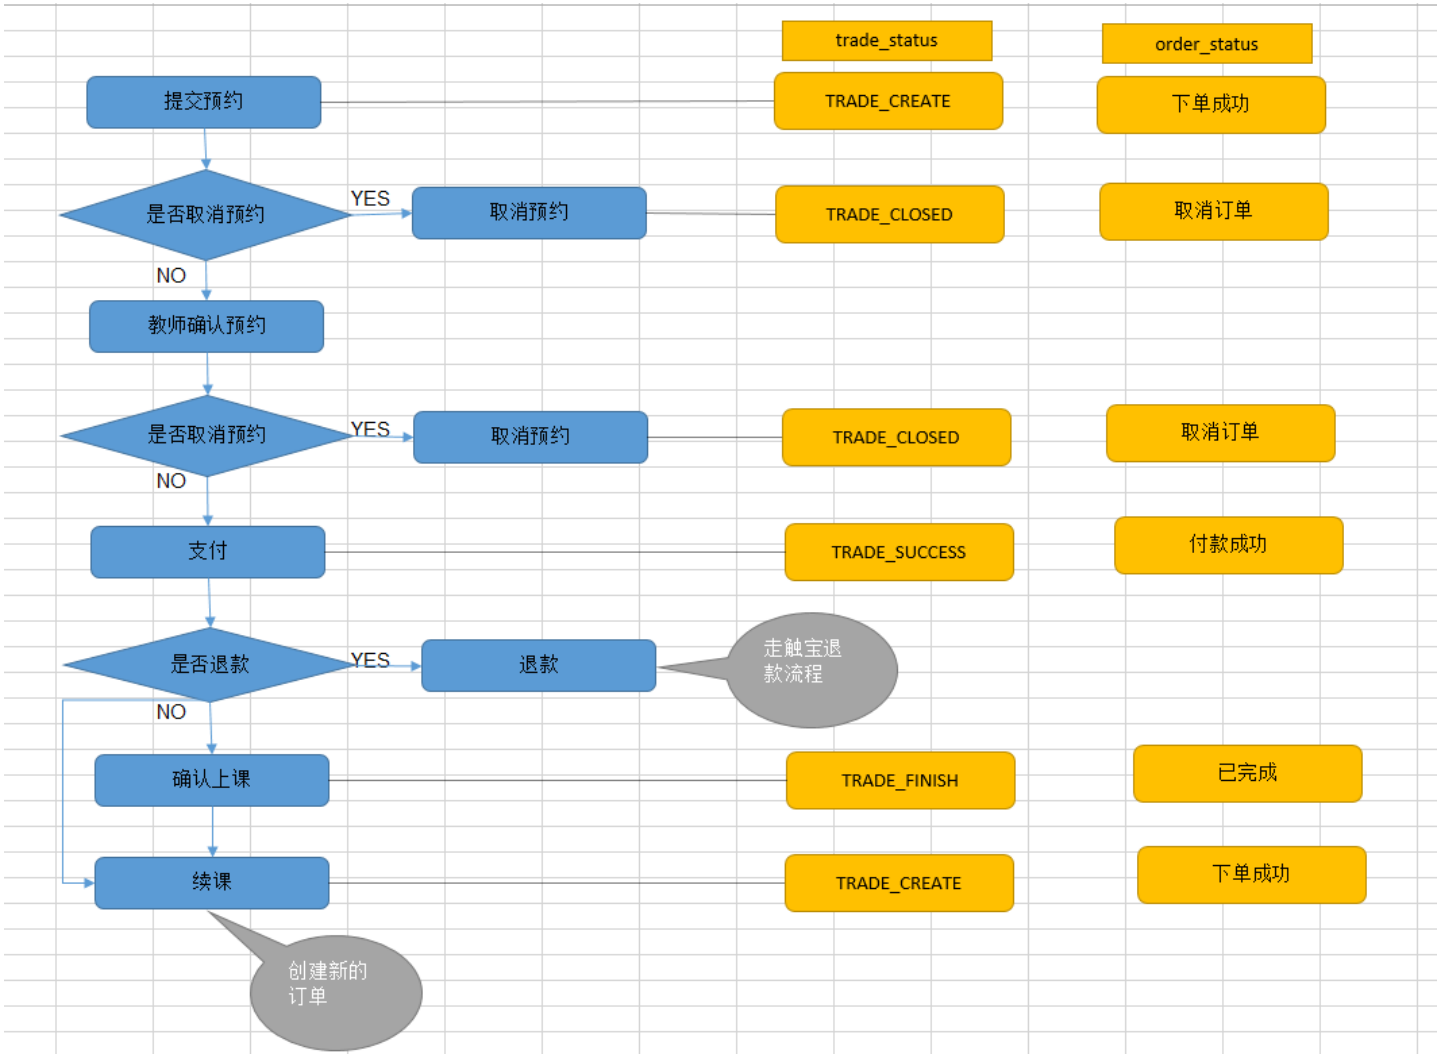 trade_status
order_status
提交预约
TRADE_CREATE
下单成功
是否取消预约
YES
取消预约
TRADE_CLOSED
取消订单
NO
教师确认预约
是否取消预约
YES
取消预约
TRADE_CLOSED
取消订单
NO
支付
TRADE_SUCCESS
付款成功
是否退款
YES
退款
走触宝退
款流程
NO
确认上课
TRADE_FINISH
已完成
续课
TRADE_CREATE
下单成功
创建新的
订单